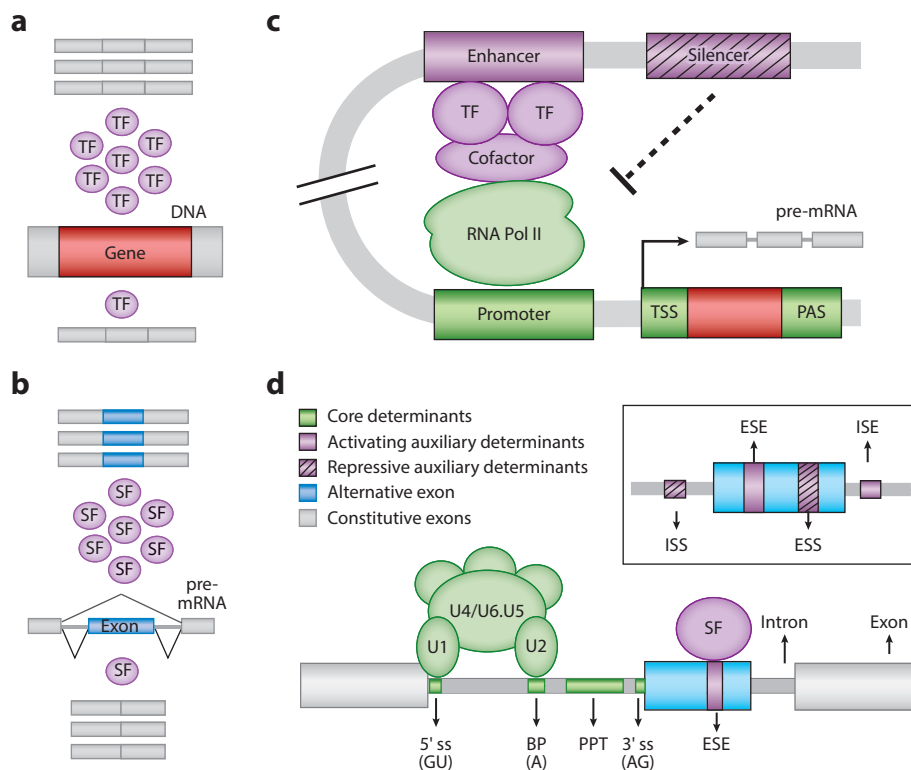 a
TF
TF
TF
TF
TF
TF
TF
DNA
Gene
TF
b
SF
SF
SF
SF
SF
SF
SF
pre-
mRNA
Exon
SF
c
Enhancer
Silencer
TF
TF
Cofactor
RNA Pol II
pre-mRNA
Promoter
TSS
PAS
d
Core determinants
Activating auxiliary determinants
Repressive auxiliary determinants
Alternative exon
Constitutive exons
ESE
ISE
ISS
ESS
U4/U6.U5
U1
U2
SF
Intron
Exon
5' ss
(GU)
BP
(A)
PPT
3' ss
(AG)
ESE